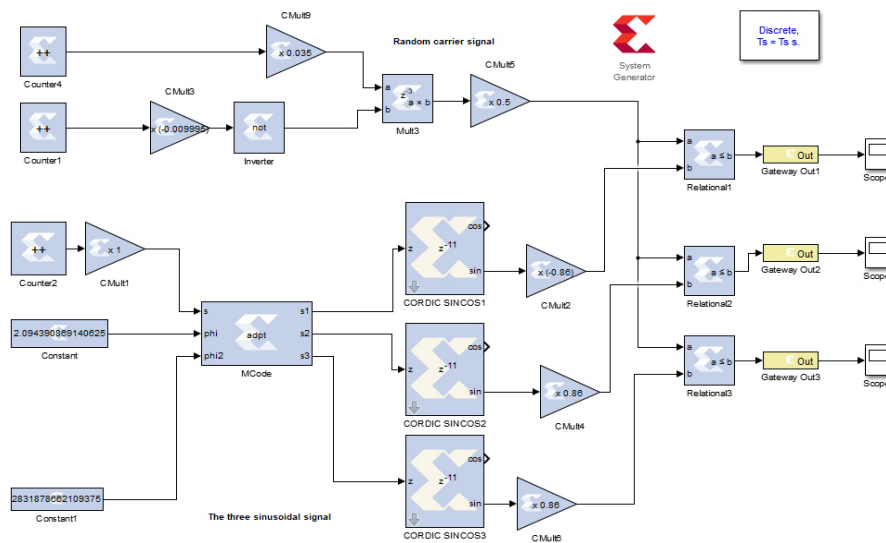 CMult9
++
x 0.035
Random carrier signal
System
Generator
Discrete,
Ts = Ts s.
Counter4
CMult3
CMult5
a
z-3
a × b
b
x 0.5
Mult3
++
x (-0.009995)
not
Counter1
Inverter
a
a ≤ b
b
Out
Relational1
Gateway Out1
Scope
++
x 1
Counter2
CMult1
cos
z
z-11
sin
x (-0.86)
CORDIC SINCOS1
CMult2
a
a ≤ b
b
Out
Relational2
Gateway Out2
Scope
s
s1
phi
adpt
s2
phi2
s3
MCode
2.094390869140625
Constant
cos
z
z-11
sin
x 0.86
CORDIC SINCOS2
CMult4
a
a ≤ b
b
Out
Relational3
Gateway Out3
Scope
cos
z
z-11
sin
x 0.86
CORDIC SINCOS3
CMult6
2831878662109375
Constant1
The three sinusoidal signal